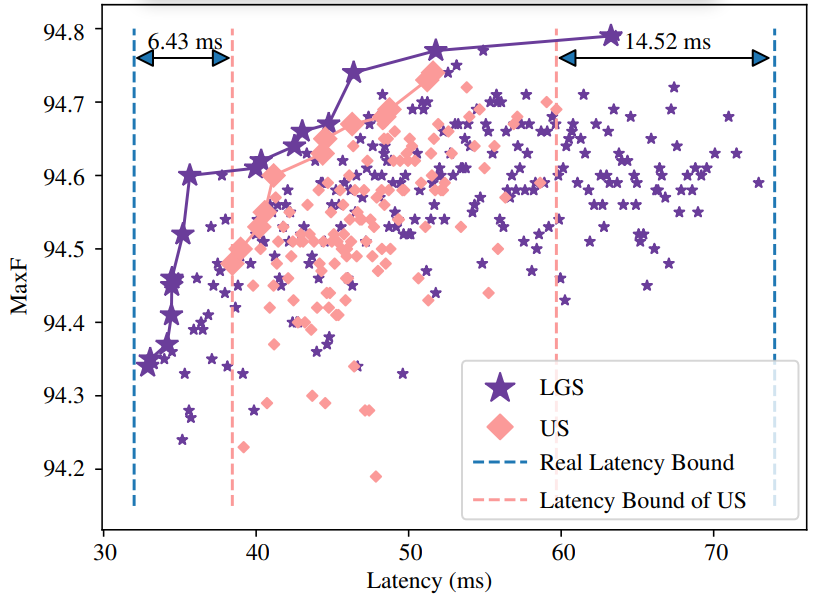 94.8
94.7
94.6
94.5
94.4
94.3
94.2
MaxF
6.43 ms
14.52 ms
LGS
US
Real Latency Bound
Latency Bound of US
30 40 50 60 70
Latency (ms)